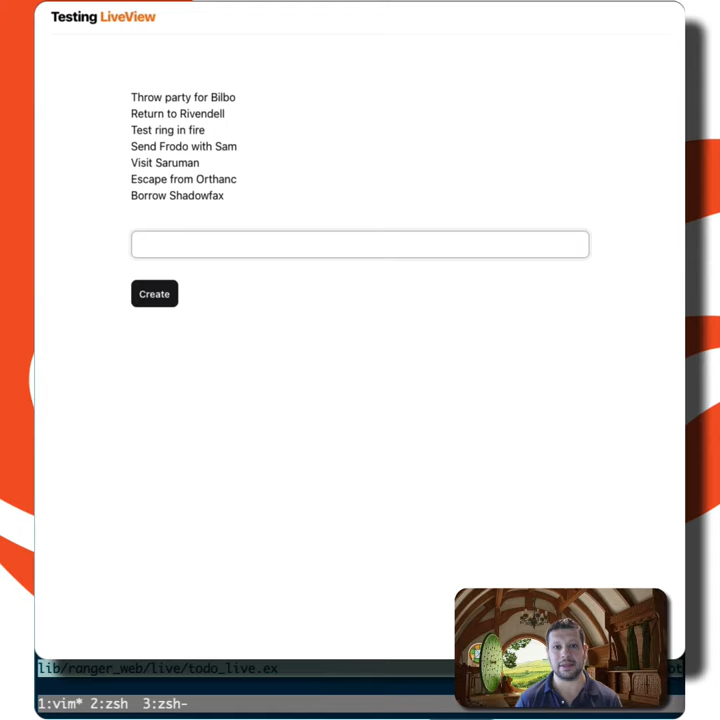 Testing LiveView
Throw party for Bilbo
Return to Rivendell
Test ring in fire
Send Frodo with Sam
Visit Saruman
Escape from Orthanc
Borrow Shadowfax
Create
lib/ranger_web/live/todo_live.ex
1:vim* 2:zsh 3:zsh-